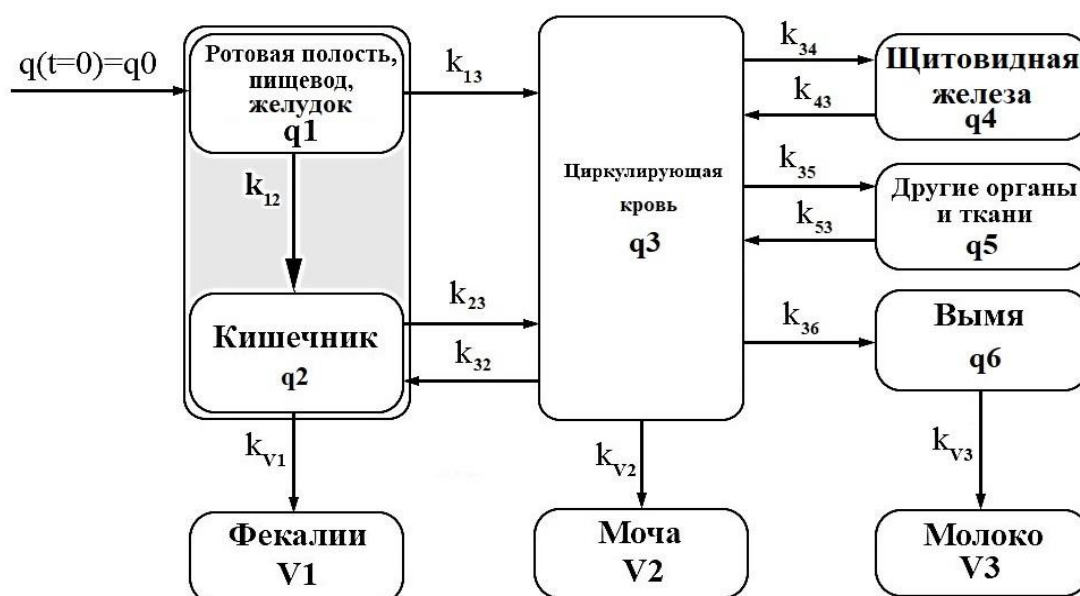 q(t=0)=q0
Ротовая полость,
пищевод,
желудок
q1
k13
k12
Кишечник
q2
k23
k32
kV1
Фекалии
V1
Циркулирующая
кровь
q3
kV2
Моча
V2
k34
k43
Щитовидная
железа
q4
k35
k53
Другие органы
и ткани
q5
k36
Вымя
q6
kV3
Молоко
V3